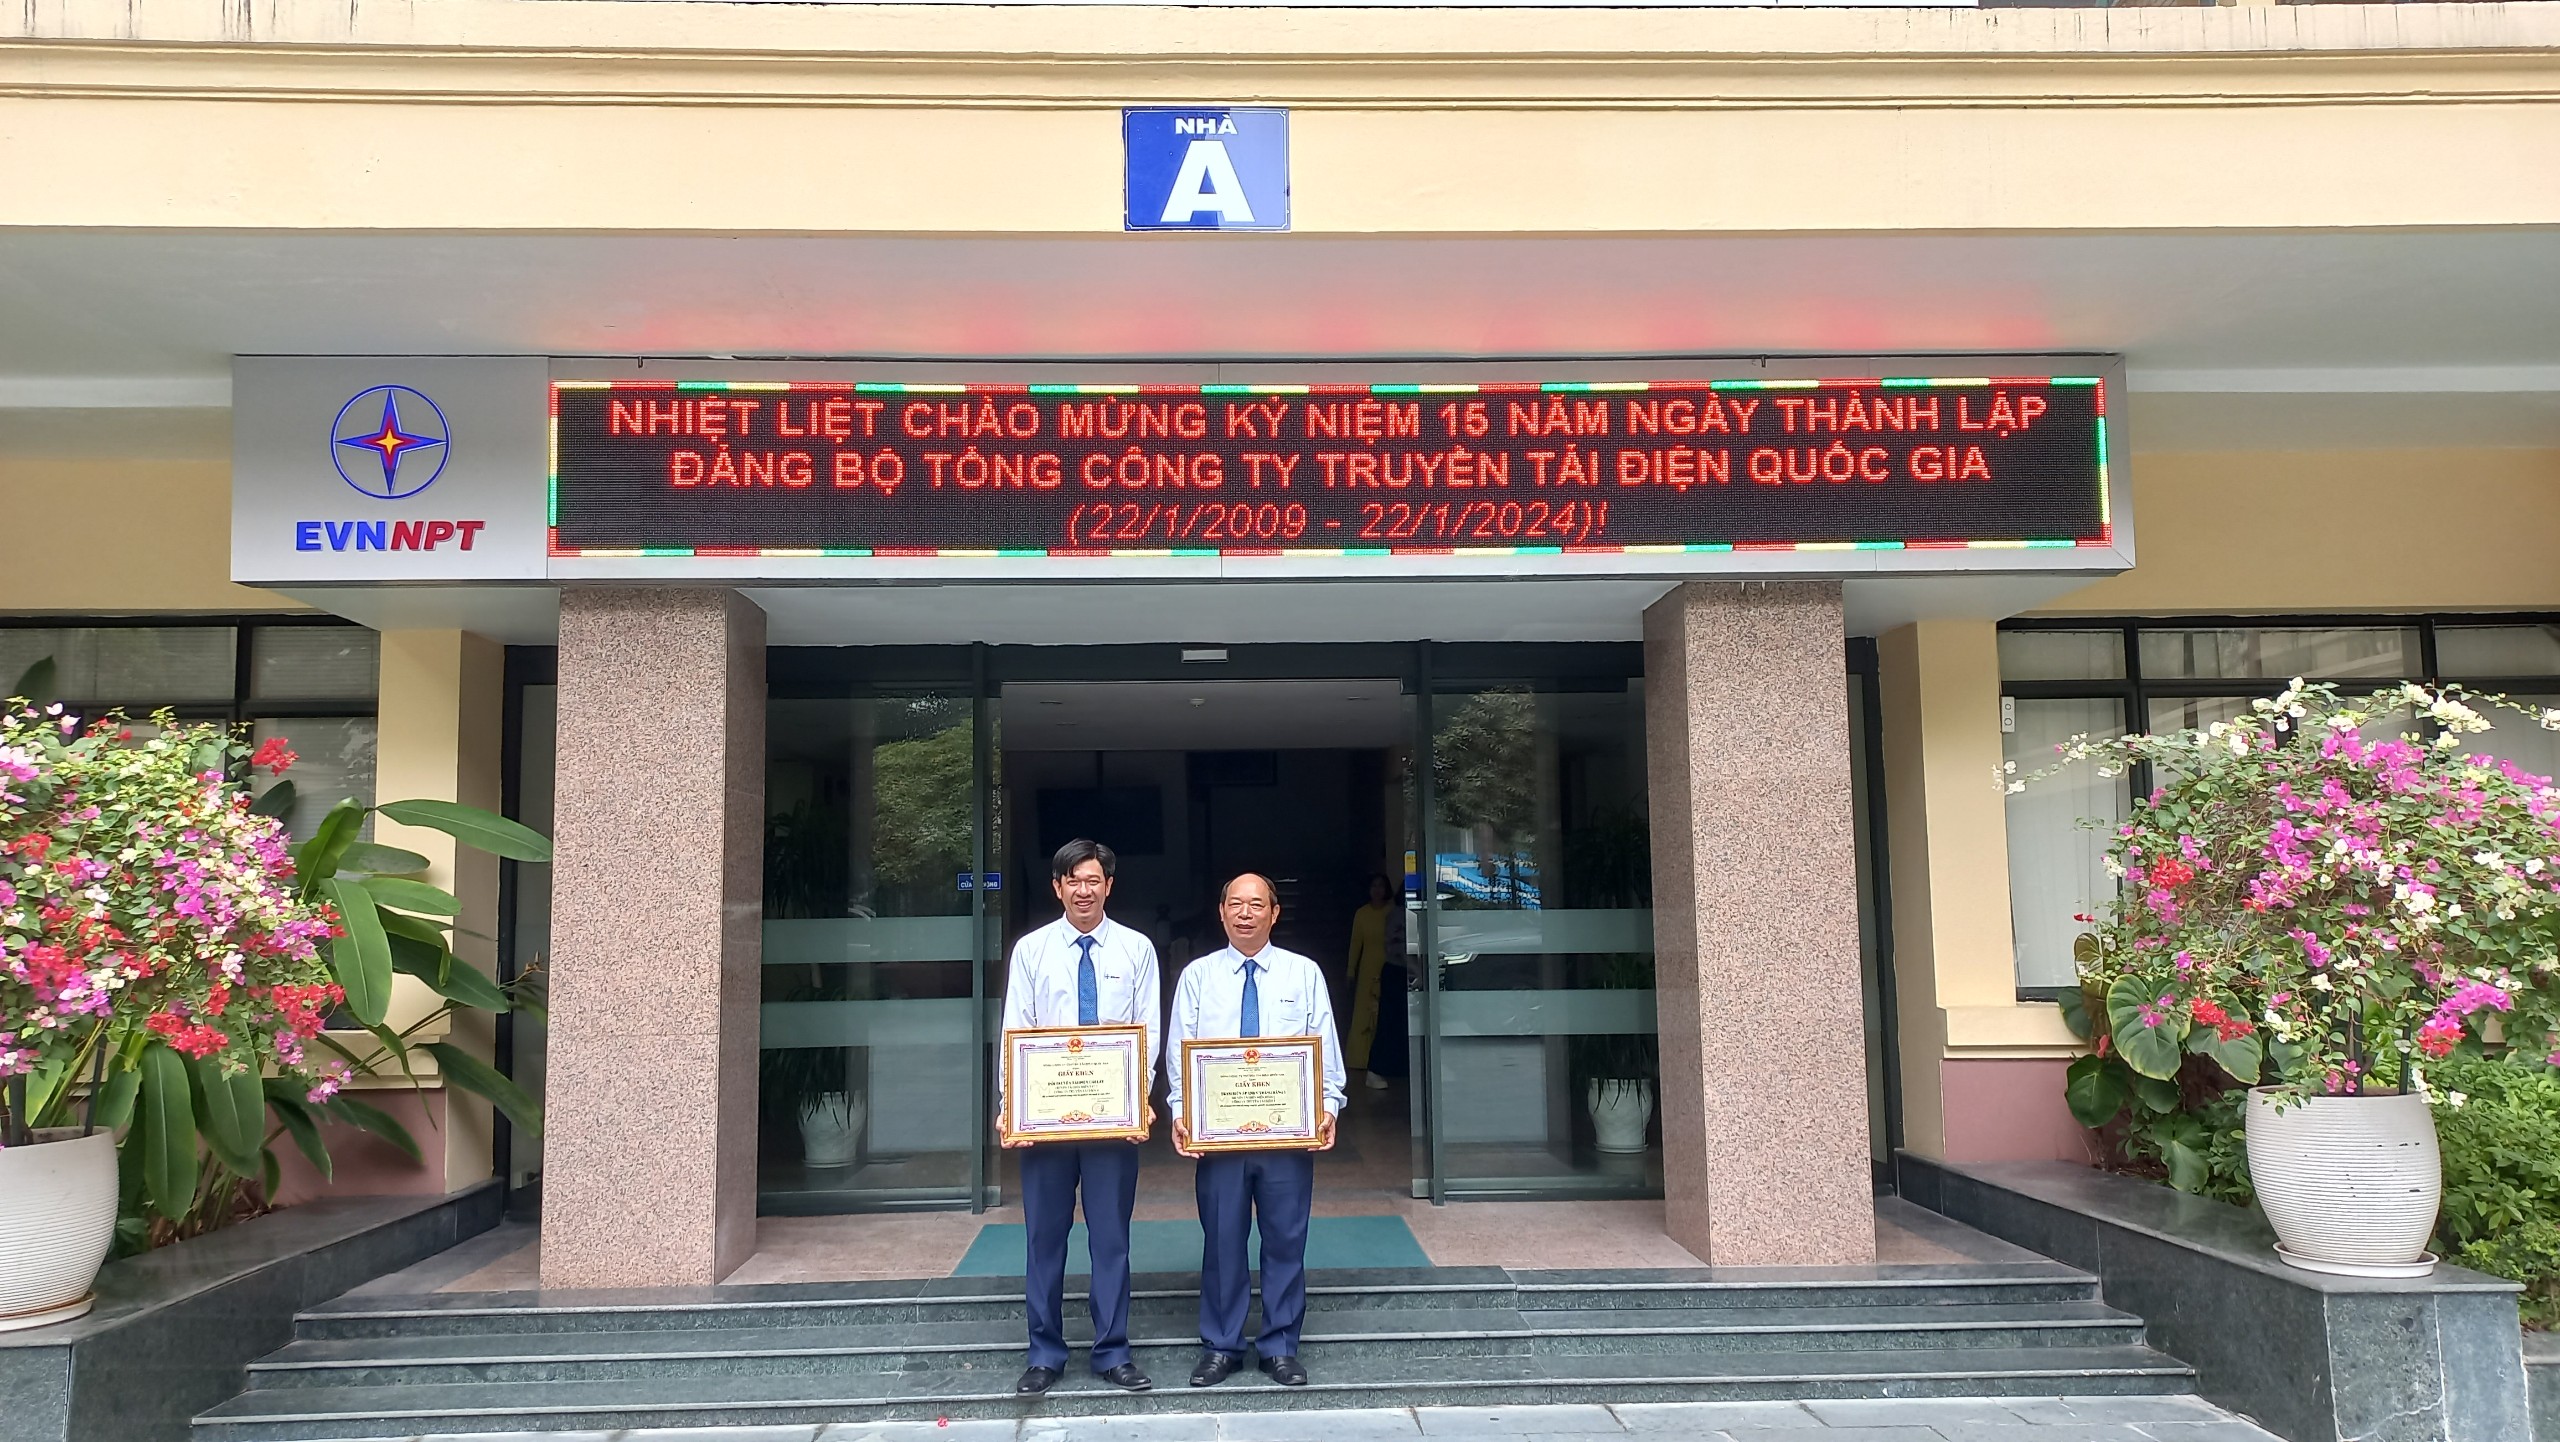 NHÀ
A
NHIỆT LIỆT CHÀO MỪNG KỶ NIỆM 15 NĂM NGÀY THÀNH LẬP
ĐẢNG BỘ TỔNG CÔNG TY TRUYỀN TẢI ĐIỆN QUỐC GIA
(22/1/2009 - 22/1/2024)!
EVNNPT
GIẤY KHEN
GIẤY KHEN